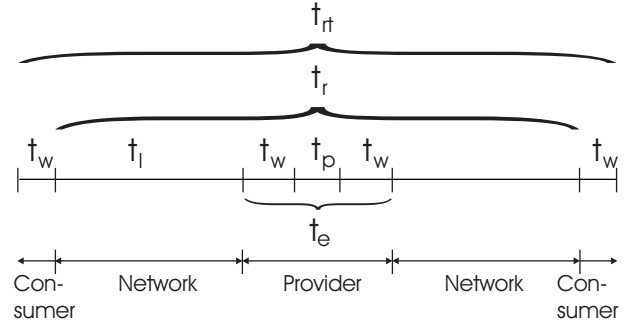 t_rt
t_r
t_w t_l t_w t_p t_w t_w
t_e
Con- Network Provider Network Con-
sumer sumer